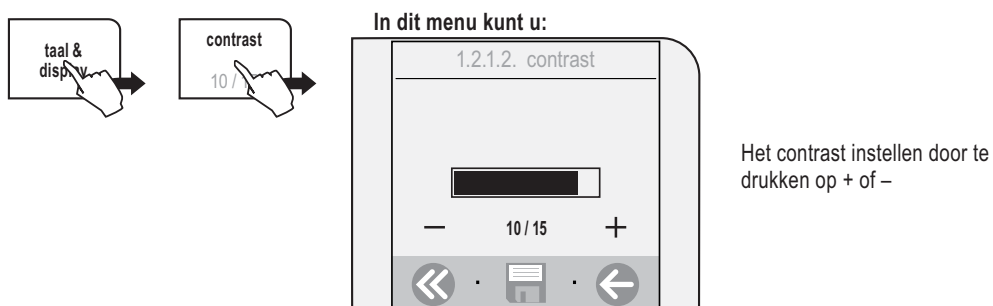 In dit menu kunt u:
taal &
display
contrast
10 / 1
1.2.1.2. contrast
Het contrast instellen door te
drukken op + of –
– 10 / 15 +